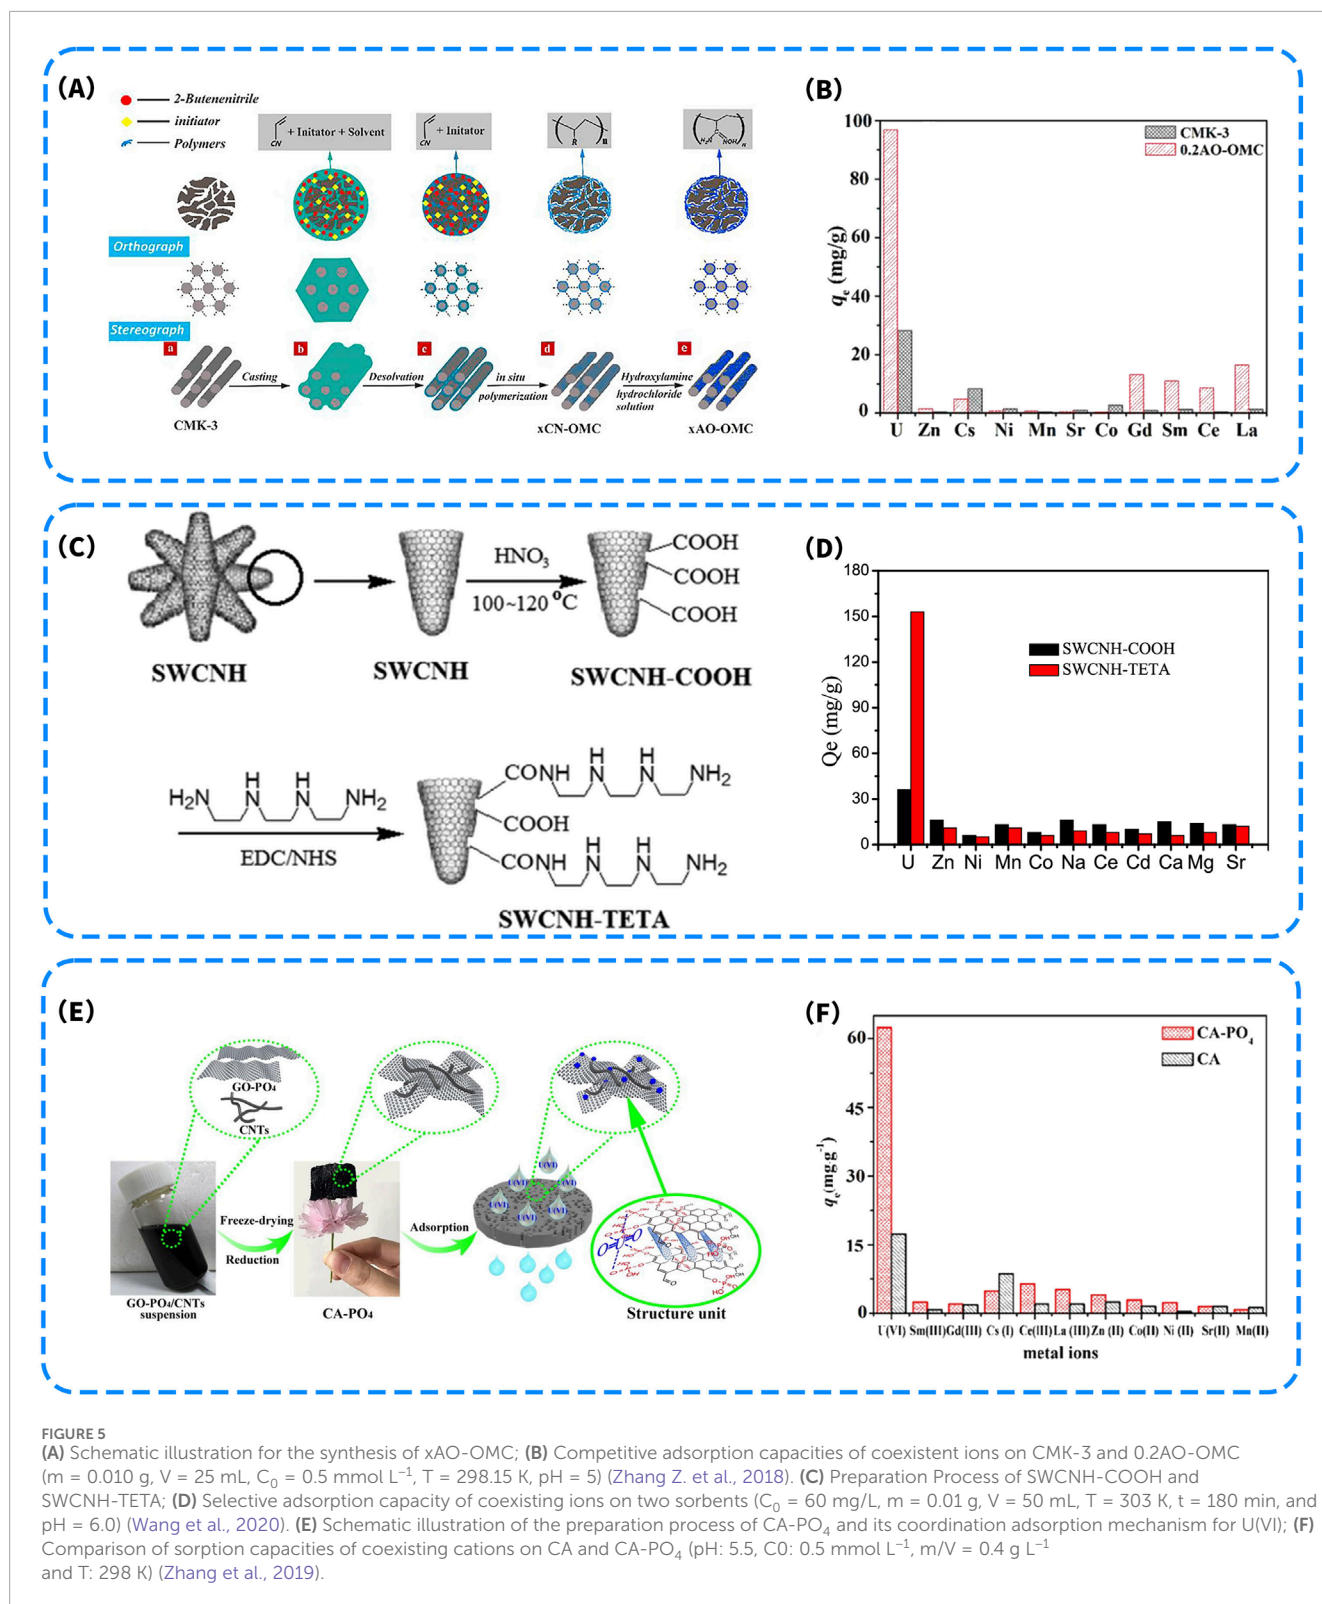 (A)
2-Butenenitrile
initiator
Polymers
CN
+ Initator + Solvent
CN
+ Initator
R
n
H₂N
NOH
n
Orthograph
Stereograph
a
b
c
d
e
Casting
Desolvation
in situ
polymerization
Hydroxylamine
hydrochloride
solution
CMK-3
xCN-OMC
xAO-OMC
(B)
CMK-3
0.2AO-OMC
qe (mg/g)
100
80
60
40
20
0
U Zn Cs Ni Mn Sr Co Gd Sm Ce La
(C)
SWCNH
SWCNH
HNO₃
100~120 °C
COOH
COOH
COOH
SWCNH-COOH
H₂N
H
N
H
N
NH₂
EDC/NHS
CONH
H
N
H
N
NH₂
COOH
CONH
N
H
N
H
NH₂
SWCNH-TETA
(D)
SWCNH-COOH
SWCNH-TETA
Qe (mg/g)
180
150
120
90
60
30
0
U Zn Ni Mn Co Na Ce Cd Ca Mg Sr
(E)
GO-PO₄
CNTs
GO-PO₄/CNTs
suspension
Freeze-drying
Reduction
CA-PO₄
Adsorption
U(VI)
U(VI)
U(VI)
U(VI)
U(VI)
U(VI)
Structure unit
(F)
CA-PO₄
CA
qe(mg g⁻¹)
60
45
30
15
0
U(VI) Sm(III) Gd(III) Cs (I) Ce(III) La (III) Zn (II) Co(II) Ni (II) Sr(II) Mn(II)
metal ions
FIGURE 5
(A) Schematic illustration for the synthesis of xAO-OMC; (B) Competitive adsorption capacities of coexistent ions on CMK-3 and 0.2AO-OMC
(m = 0.010 g, V = 25 mL, C₀ = 0.5 mmol L⁻¹, T = 298.15 K, pH = 5) (Zhang Z. et al., 2018). (C) Preparation Process of SWCNH-COOH and
SWCNH-TETA; (D) Selective adsorption capacity of coexisting ions on two sorbents (C₀ = 60 mg/L, m = 0.01 g, V = 50 mL, T = 303 K, t = 180 min, and
pH = 6.0) (Wang et al., 2020). (E) Schematic illustration of the preparation process of CA-PO₄ and its coordination adsorption mechanism for U(VI); (F)
Comparison of sorption capacities of coexisting cations on CA and CA-PO₄ (pH: 5.5, C0: 0.5 mmol L⁻¹, m/V = 0.4 g L⁻¹
and T: 298 K) (Zhang et al., 2019).